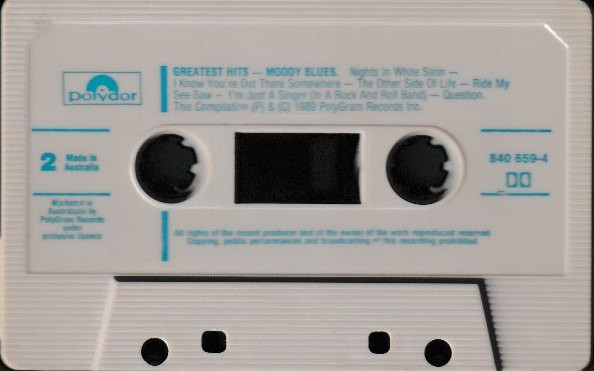 GREATEST HITS — MOODY BLUES. Nights In White Satin —
I Know You're Out There Somewhere — The Other Side Of Life — Ride My
See-Saw — I'm Just A Singer (In A Rock And Roll Band) — Question.
This Compilation (P) & (C) 1989 PolyGram Records Inc.
polydor
2 Made in
Australia
840 659-4
Marketed in
Australasia by
PolyGram Records
under
exclusive licence
All rights of the record producer and of the owner of the work reproduced reserved
Copying, public performances and broadcasting of this recording prohibited